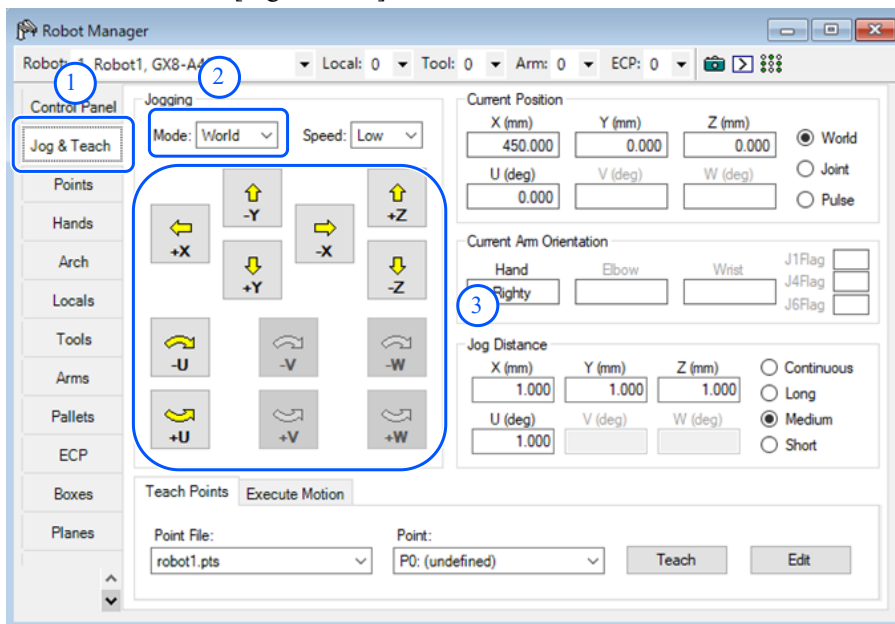 Robot Manager
Robot: 1, Robot1, GX8-A4 Local: 0 Tool: 0 Arm: 0 ECP: 0
1
2
Control Panel
Jog & Teach
Points
Hands
Arch
Locals
Tools
Arms
Pallets
ECP
Boxes
Planes
Jogging
Mode: World Speed: Low
-Y +Z
+X -X
+Y -Z
-U -V -W
+U +V +W
Current Position
X (mm) Y (mm) Z (mm)
450.000 0.000 0.000 World
U (deg) V (deg) W (deg) Joint
0.000 Pulse
Current Arm Orientation
Hand Elbow Wrist J1Flag
Righty J4Flag
J6Flag
3
Jog Distance
X (mm) Y (mm) Z (mm) Continuous
1.000 1.000 1.000 Long
U (deg) V (deg) W (deg) Medium
1.000 Short
Teach Points Execute Motion
Point File: Point:
robot1.pts P0: (undefined) Teach Edit